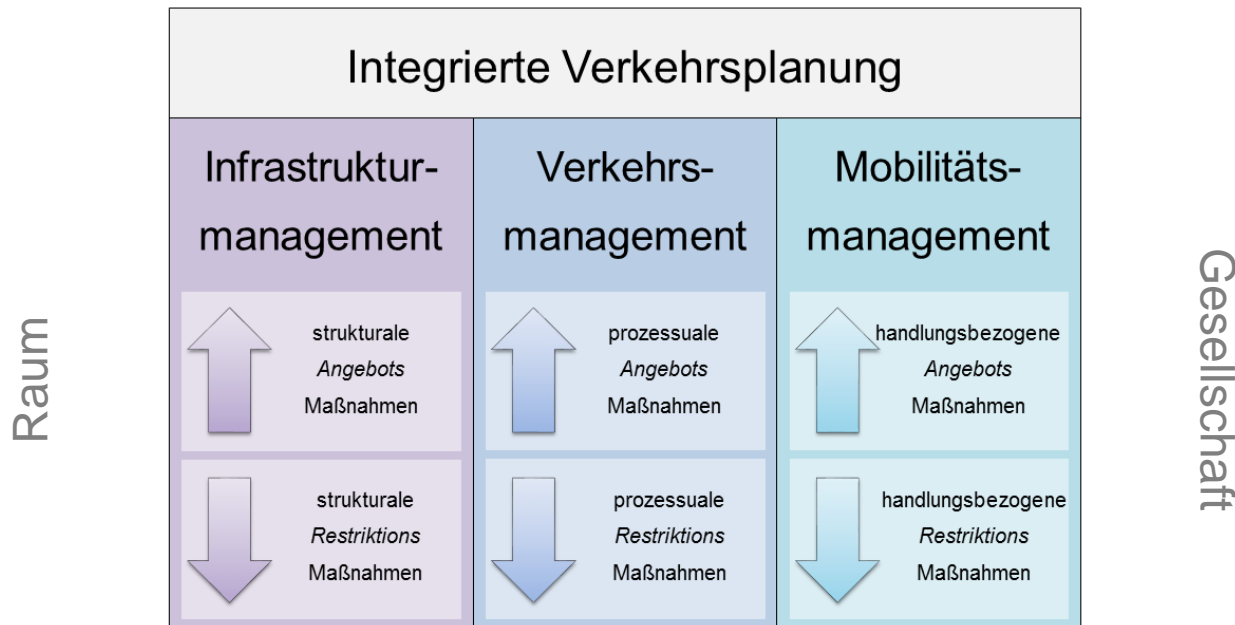 Integrierte Verkehrsplanung
Raum
Infrastruktur-
management
strukturale
Angebots
Maßnahmen
strukturale
Restriktions
Maßnahmen
Verkehrs-
management
prozessuale
Angebots
Maßnahmen
prozessuale
Restriktions
Maßnahmen
Mobilitäts-
management
handlungsbezogene
Angebots
Maßnahmen
handlungsbezogene
Restriktions
Maßnahmen
Gesellschaft